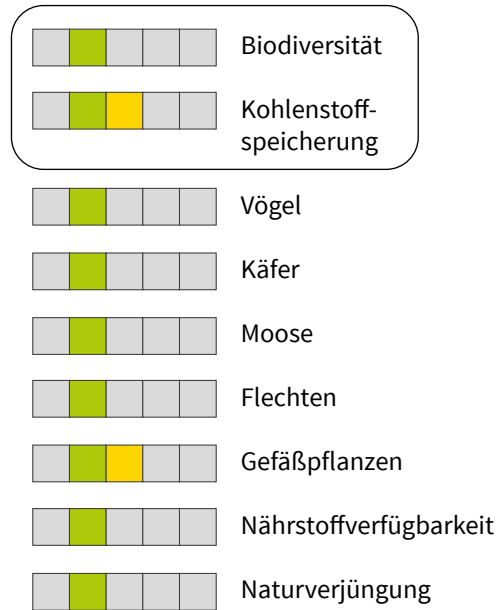 Biodiversität
Kohlenstoff-
speicherung
Vögel
Käfer
Moose
Flechten
Gefäßpflanzen
Nährstoffverfügbarkeit
Naturverjüngung